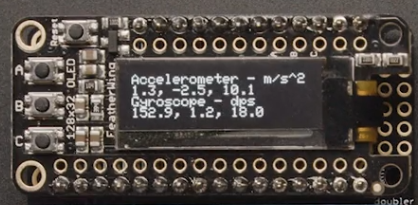 Reset
A
B
C
OLED
128x32
FeatherWing
Accelerometer - m/s^2
1.3, -2.5, 10.1
Gyroscope - dps
152.9, 1.2, 18.0
doubler